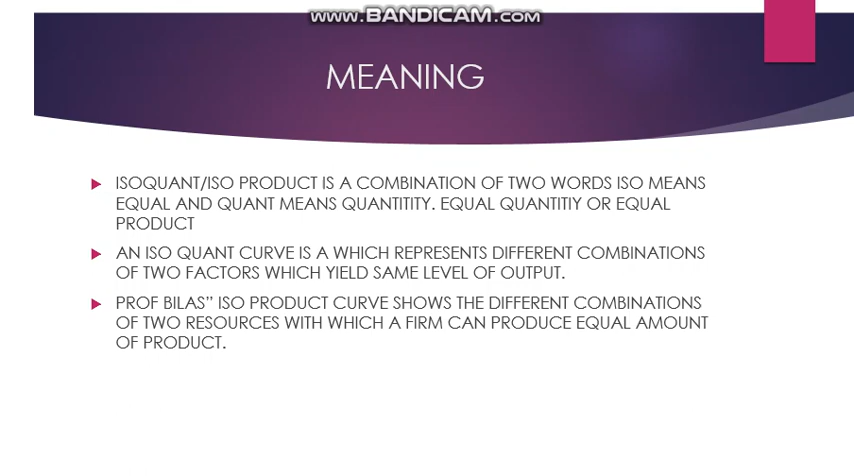 www.BANDICAM.com
MEANING
ISOQUANT/ISO PRODUCT IS A COMBINATION OF TWO WORDS ISO MEANS
EQUAL AND QUANT MEANS QUANTITITY. EQUAL QUANTITIY OR EQUAL
PRODUCT
AN ISO QUANT CURVE IS A WHICH REPRESENTS DIFFERENT COMBINATIONS
OF TWO FACTORS WHICH YIELD SAME LEVEL OF OUTPUT.
PROF BILAS” ISO PRODUCT CURVE SHOWS THE DIFFERENT COMBINATIONS
OF TWO RESOURCES WITH WHICH A FIRM CAN PRODUCE EQUAL AMOUNT
OF PRODUCT.